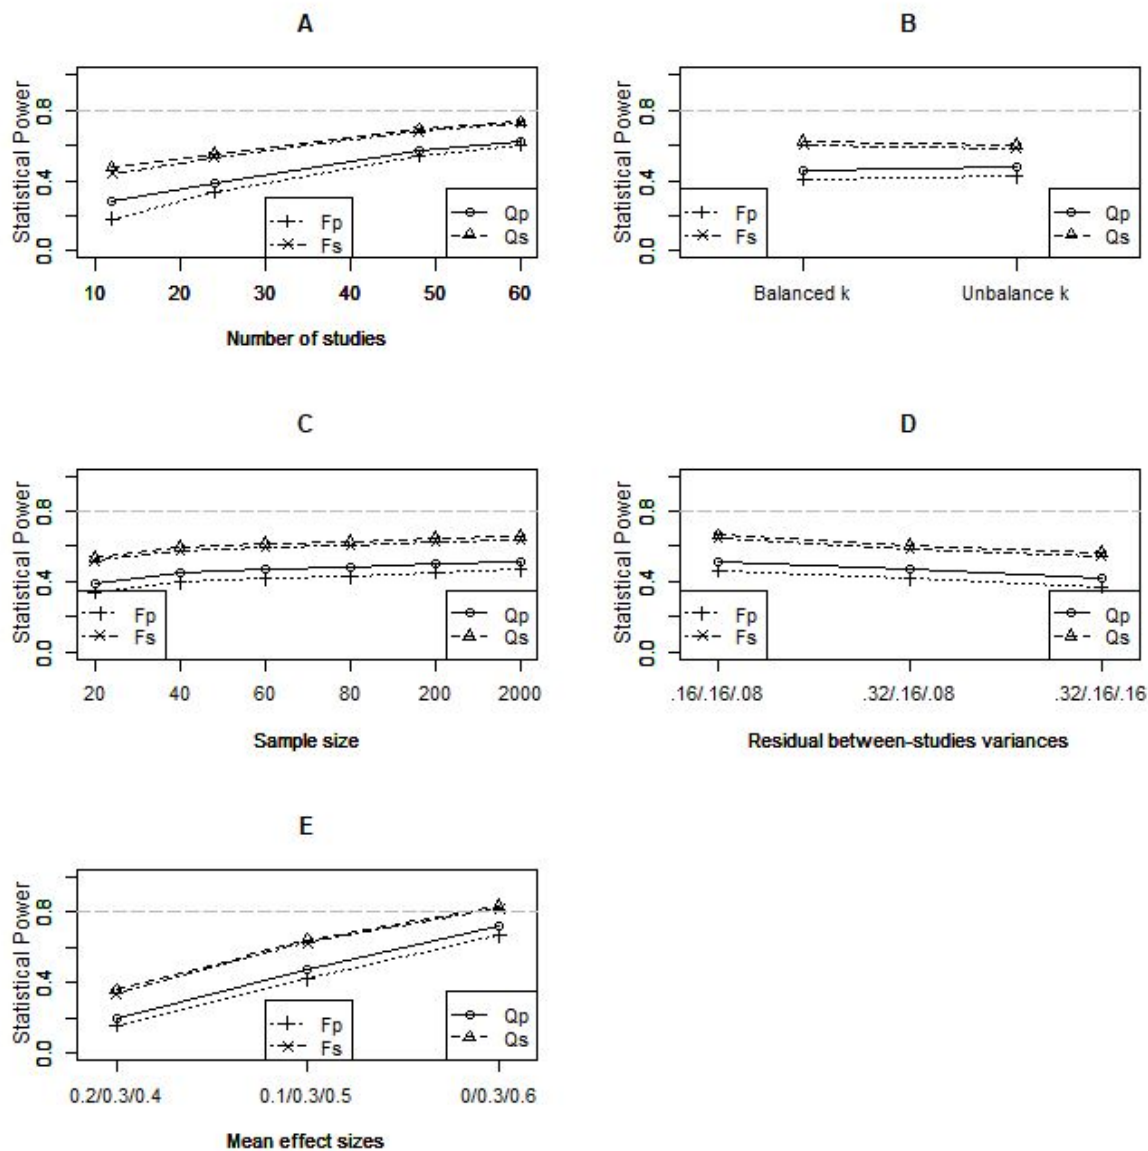 A
Statistical Power
0.8
0.4
0.0
Fp
Fs
Qp
Qs
10 20 30 40 50 60
Number of studies
B
Statistical Power
0.8
0.4
0.0
Fp
Fs
Qp
Qs
Balanced k Unbalance k
C
Statistical Power
0.8
0.4
0.0
Fp
Fs
Qp
Qs
20 40 60 80 200 2000
Sample size
D
Statistical Power
0.8
0.4
0.0
Fp
Fs
Qp
Qs
.16/.16/.08 .32/.16/.08 .32/.16/.16
Residual between-studies variances
E
Statistical Power
0.8
0.4
0.0
Fp
Fs
Qp
Qs
0.2/0.3/0.4 0.1/0.3/0.5 0/0.3/0.6
Mean effect sizes